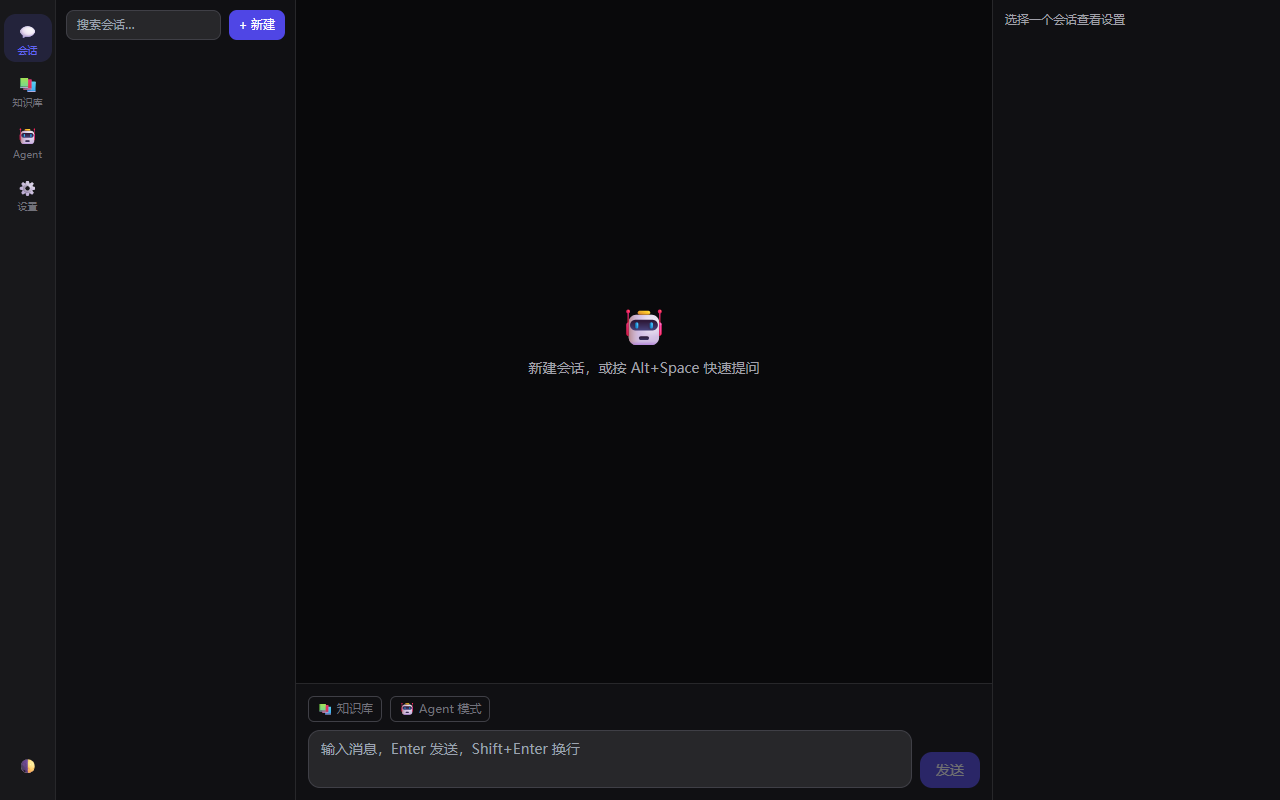 会话
知识库
Agent
设置
搜索会话...
+ 新建
新建会话，或按 Alt+Space 快速提问
知识库
Agent 模式
输入消息，Enter 发送，Shift+Enter 换行
发送
选择一个会话查看设置